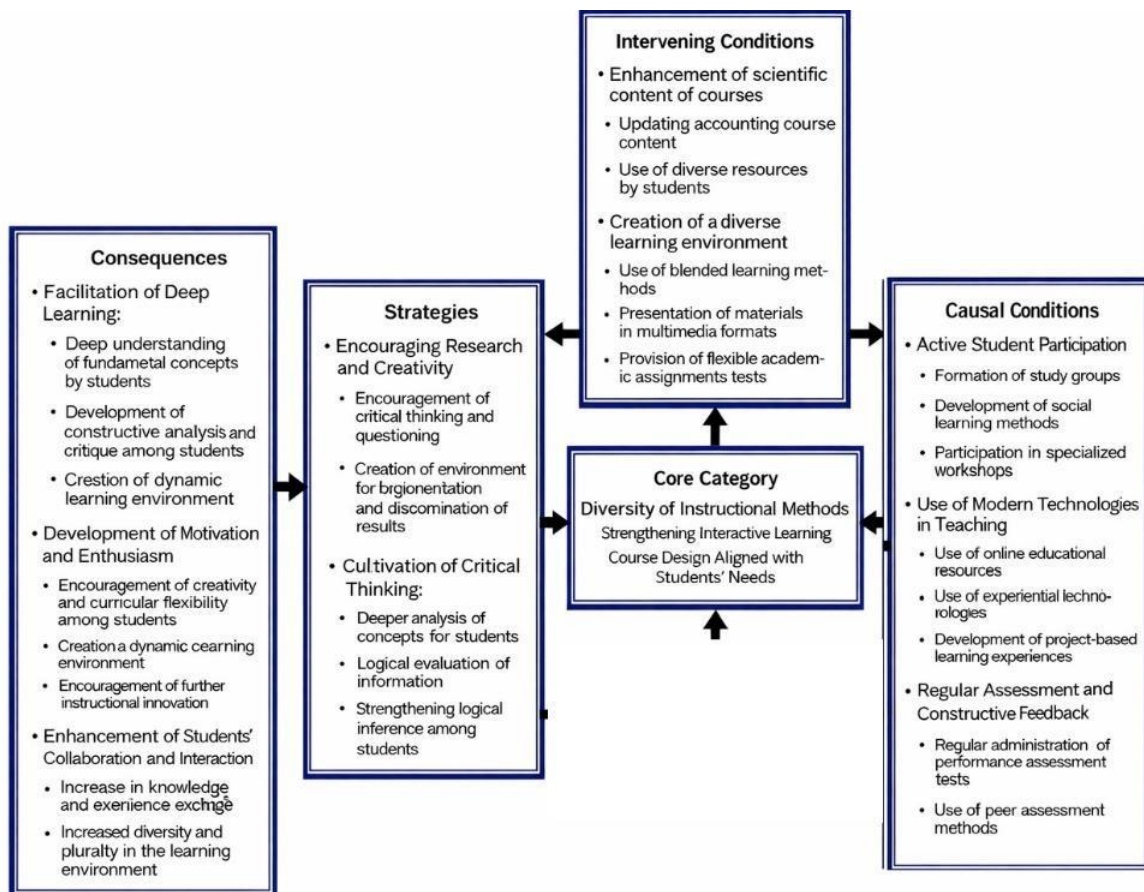 Intervening Conditions
• Enhancement of scientific
content of courses
• Updating accounting course
content
• Use of diverse resources
by students
• Creation of a diverse
learning environment
• Use of blended learning met-
hods
• Presentation of materials
in multimedia formats
• Provision of flexible academ-
ic assignments tests
Consequences
• Facilitation of Deep
Learning:
• Deep understanding
of fundametal concepts
by students
• Development of
constructive analysis and
critique among students
• Crestion of dynamic
learning environment
• Development of Motivation
and Enthusiasm
• Encouragement of creativity
and curricular flexibility
among students
• Creation a dynamic cearning
environment
• Encouragement of further
instructional innovation
• Enhancement of Students'
Collaboration and Interaction
• Increase in knowledge
and exerience
• Increased diversity and
pluralty in the learning
environment
Strategies
• Encouraging Research
and Creativity
• Encouragement of
critical thinking and
questioning
• Creation of environment
for brgionentation
and discomination of
results
• Cultivation of Critical
Thinking:
• Deeper analysis of
concepts for students
• Logical evaluation of
information
• Strengthening logical
inference among
students
Core Category
Diversity of Instructional Methods
Strengthening Interactive Learning
Course Design Aligned with
Students' Needs
Causal Conditions
• Active Student Participation
• Formation of study groups
• Development of social
learning methods
• Participation in specialized
workshops
• Use of Modern Technologies
in Teaching
• Use of online educational
resources
• Use of experiential lechno-
rologies
• Development of project-based
learning experiences
• Regular Assessment and
Constructive Feedback
• Regular administration of
performance assessment
tests
• Use of peer assessment
methods